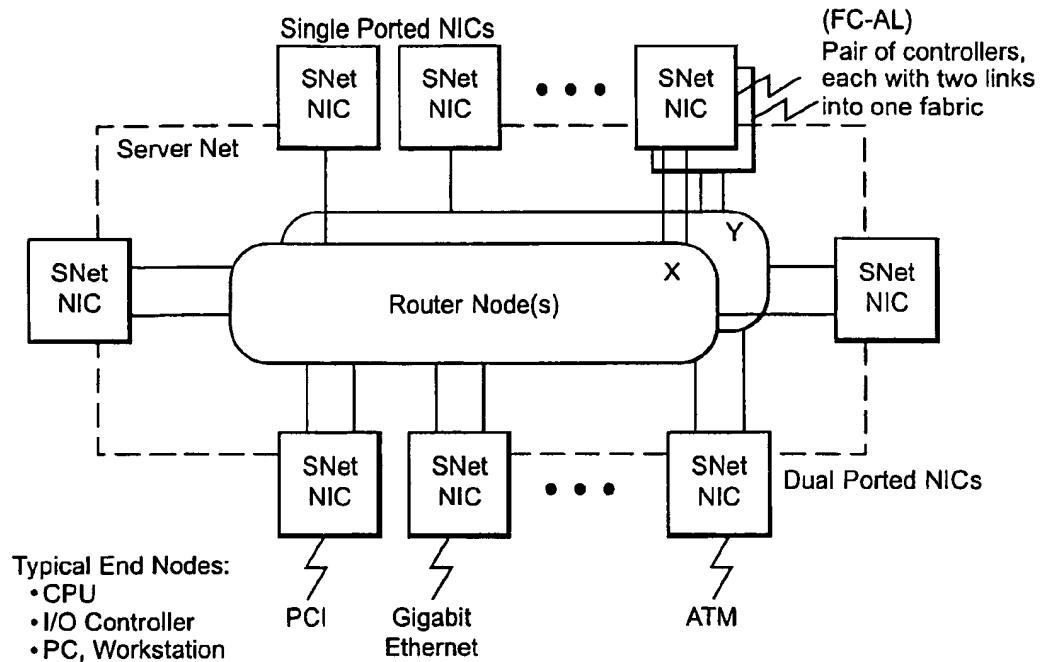 Single Ported NICs
(FC-AL)
Pair of controllers,
each with two links
into one fabric
SNet
NIC
SNet
NIC
SNet
NIC
Server Net
SNet
NIC
Y
X
Router Node(s)
SNet
NIC
SNet
NIC
SNet
NIC
SNet
NIC
Dual Ported NICs
Typical End Nodes:
•CPU
•I/O Controller
•PC, Workstation
PCI
Gigabit
Ethernet
ATM